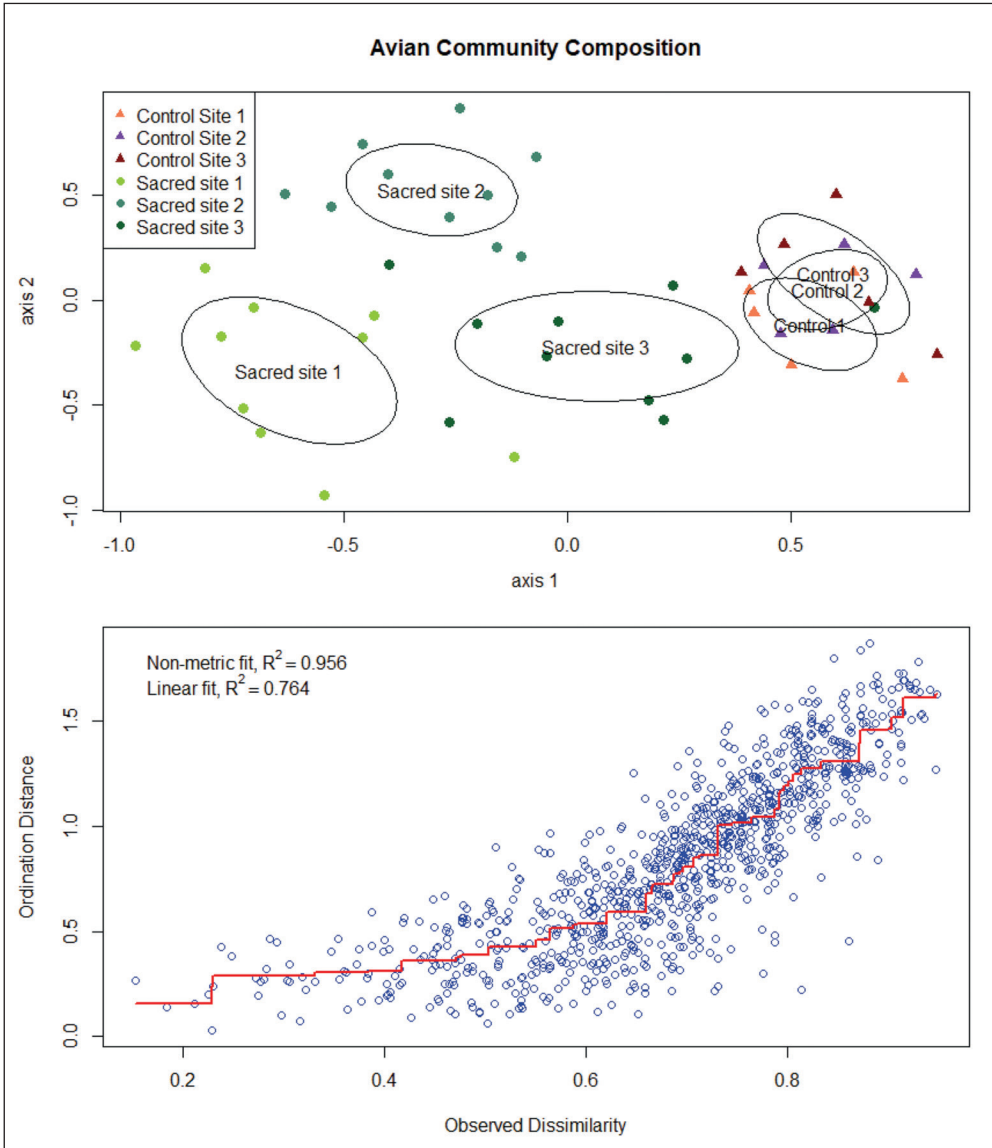 Avian Community Composition
Control Site 1
Control Site 2
Control Site 3
Sacred site 1
Sacred site 2
Sacred site 3
Sacred site 2
Control 3
Control 2
Control 1
Sacred site 3
Sacred site 1
0.5
0.0
-0.5
-1.0
axis 2
-1.0
-0.5
0.0
0.5
axis 1
Non-metric fit, R² = 0.956
Linear fit, R² = 0.764
1.5
1.0
0.5
0.0
Ordination Distance
0.2
0.4
0.6
0.8
Observed Dissimilarity